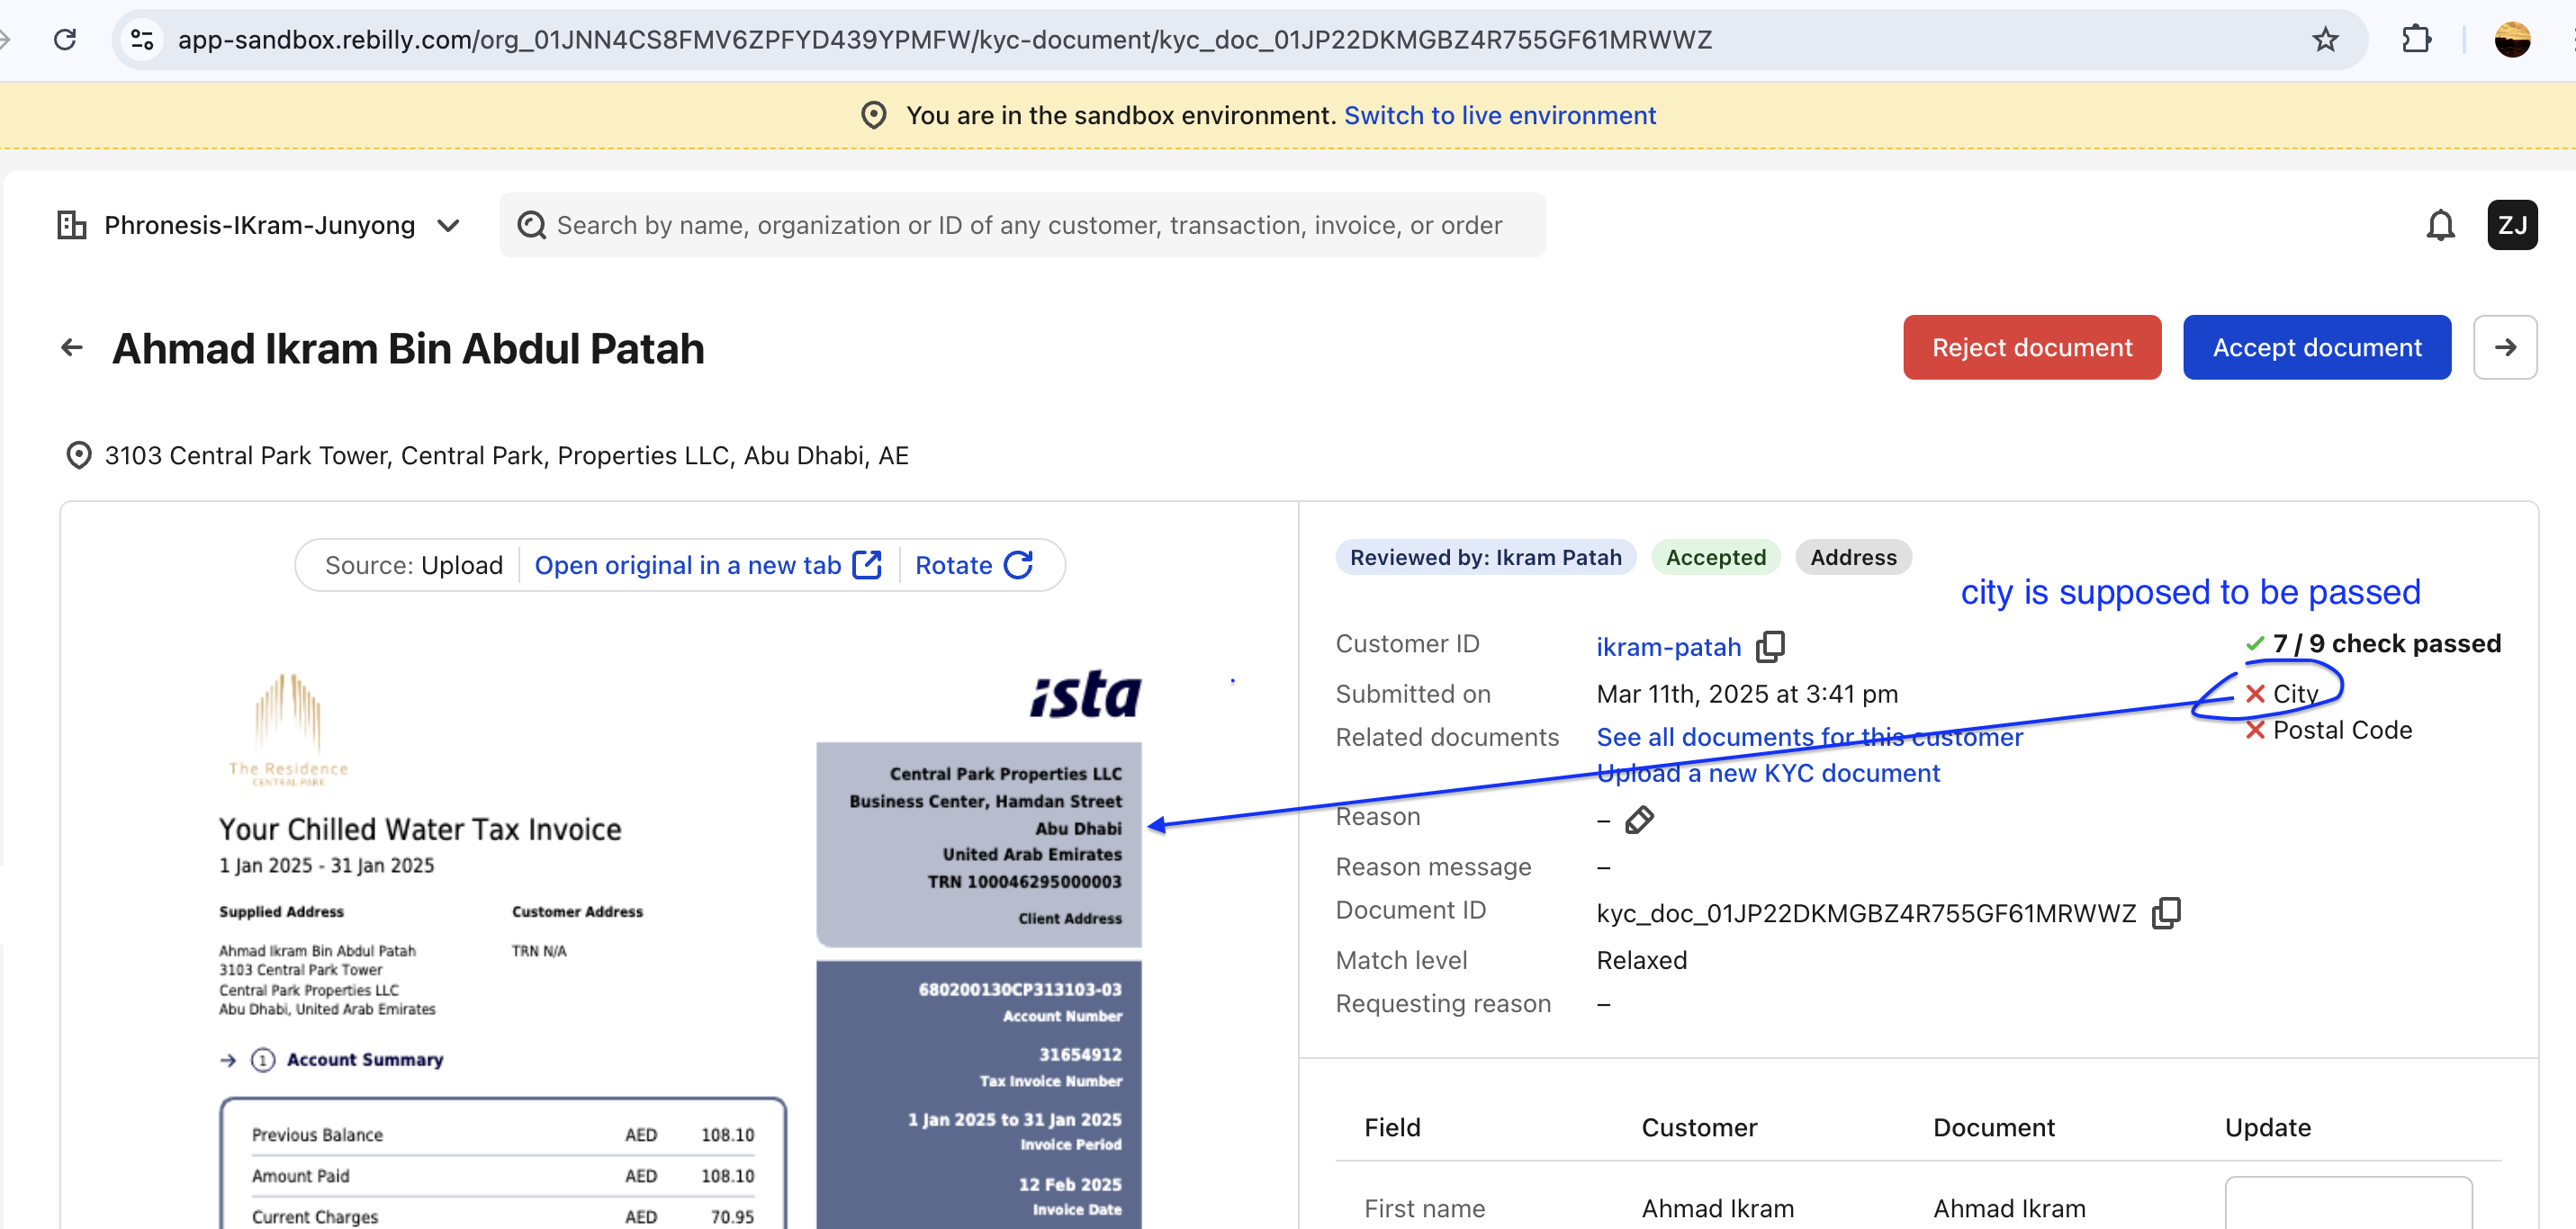 app-sandbox.rebilly.com/org_01JNN4CS8FMV6ZPFYD439YPMFW/kyc-document/kyc_doc_01JP22DKMGBZ4R755GF61MRWWZ
You are in the sandbox environment. Switch to live environment
Phronesis-IKram-Junyong
Search by name, organization or ID of any customer, transaction, invoice, or order
ZJ
Ahmad Ikram Bin Abdul Patah
Reject document
Accept document
3103 Central Park Tower, Central Park, Properties LLC, Abu Dhabi, AE
Source: Upload
Open original in a new tab
Rotate
ista
The Residence
CENTRAL PARK
Central Park Properties LLC
Business Center, Hamdan Street
Abu Dhabi
United Arab Emirates
TRN 100046295000003
Client Address
Your Chilled Water Tax Invoice
1 Jan 2025 - 31 Jan 2025
Supplied Address
Ahmad Ikram Bin Abdul Patah
3103 Central Park Tower
Central Park Properties LLC
Abu Dhabi, United Arab Emirates
Customer Address
TRN N/A
680200130CP313103-03
Account Number
31654912
Tax Invoice Number
1 Jan 2025 to 31 Jan 2025
Invoice Period
12 Feb 2025
Invoice Date
1 Account Summary
Previous Balance AED 108.10
Amount Paid AED 108.10
Current Charges AED 70.95
Reviewed by: Ikram Patah
Accepted
Address
city is supposed to be passed
Customer ID ikram-patah
Submitted on Mar 11th, 2025 at 3:41 pm
Related documents See all documents for this customer
Upload a new KYC document
Reason –
Reason message –
Document ID kyc_doc_01JP22DKMGBZ4R755GF61MRWWZ
Match level Relaxed
Requesting reason –
7 / 9 check passed
City
Postal Code
Field Customer Document Update
First name Ahmad Ikram Ahmad Ikram